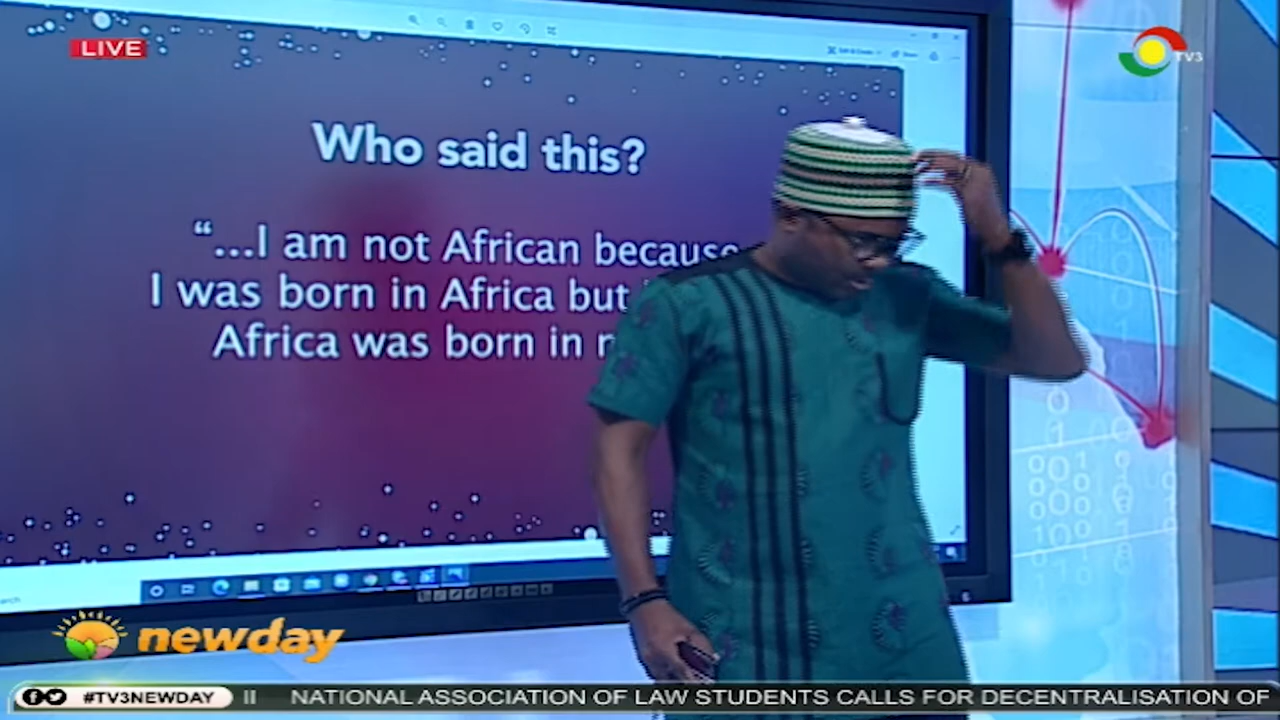 LIVE
TV3
Who said this?
“...I am not African because
I was born in Africa but
Africa was born in
newday
#TV3NEWDAY
NATIONAL ASSOCIATION OF LAW STUDENTS CALLS FOR DECENTRALISATION OF